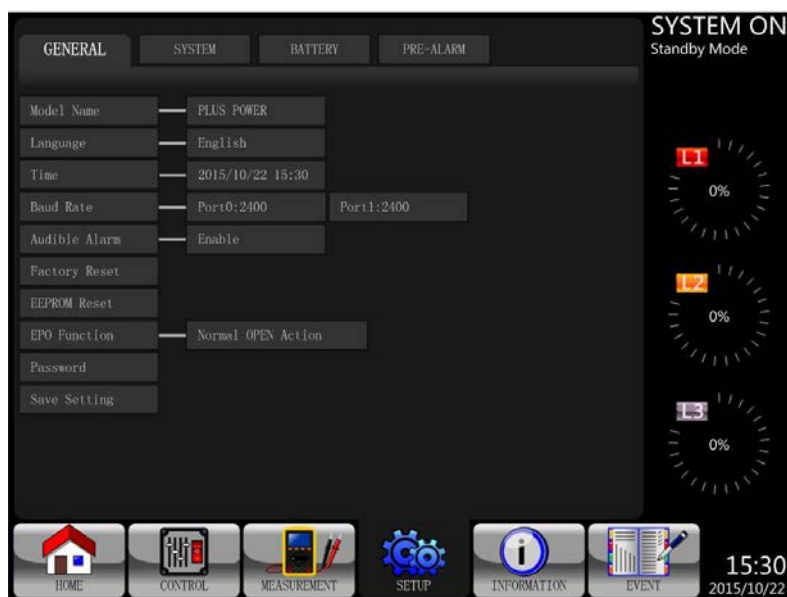 GENERAL SYSTEM BATTERY PRE-ALARM
SYSTEM ON
Standby Mode
Model Name PLUS POWER
Language English
Time 2015/10/22 15:30
Baud Rate Port0:2400 Port1:2400
Audible Alarm Enable
Factory Reset
EEPROM Reset
EPO Function Normal OPEN Action
Password
Save Setting
L1
0%
L2
0%
L3
0%
HOME CONTROL MEASUREMENT SETUP INFORMATION EVENT
15:30
2015/10/22